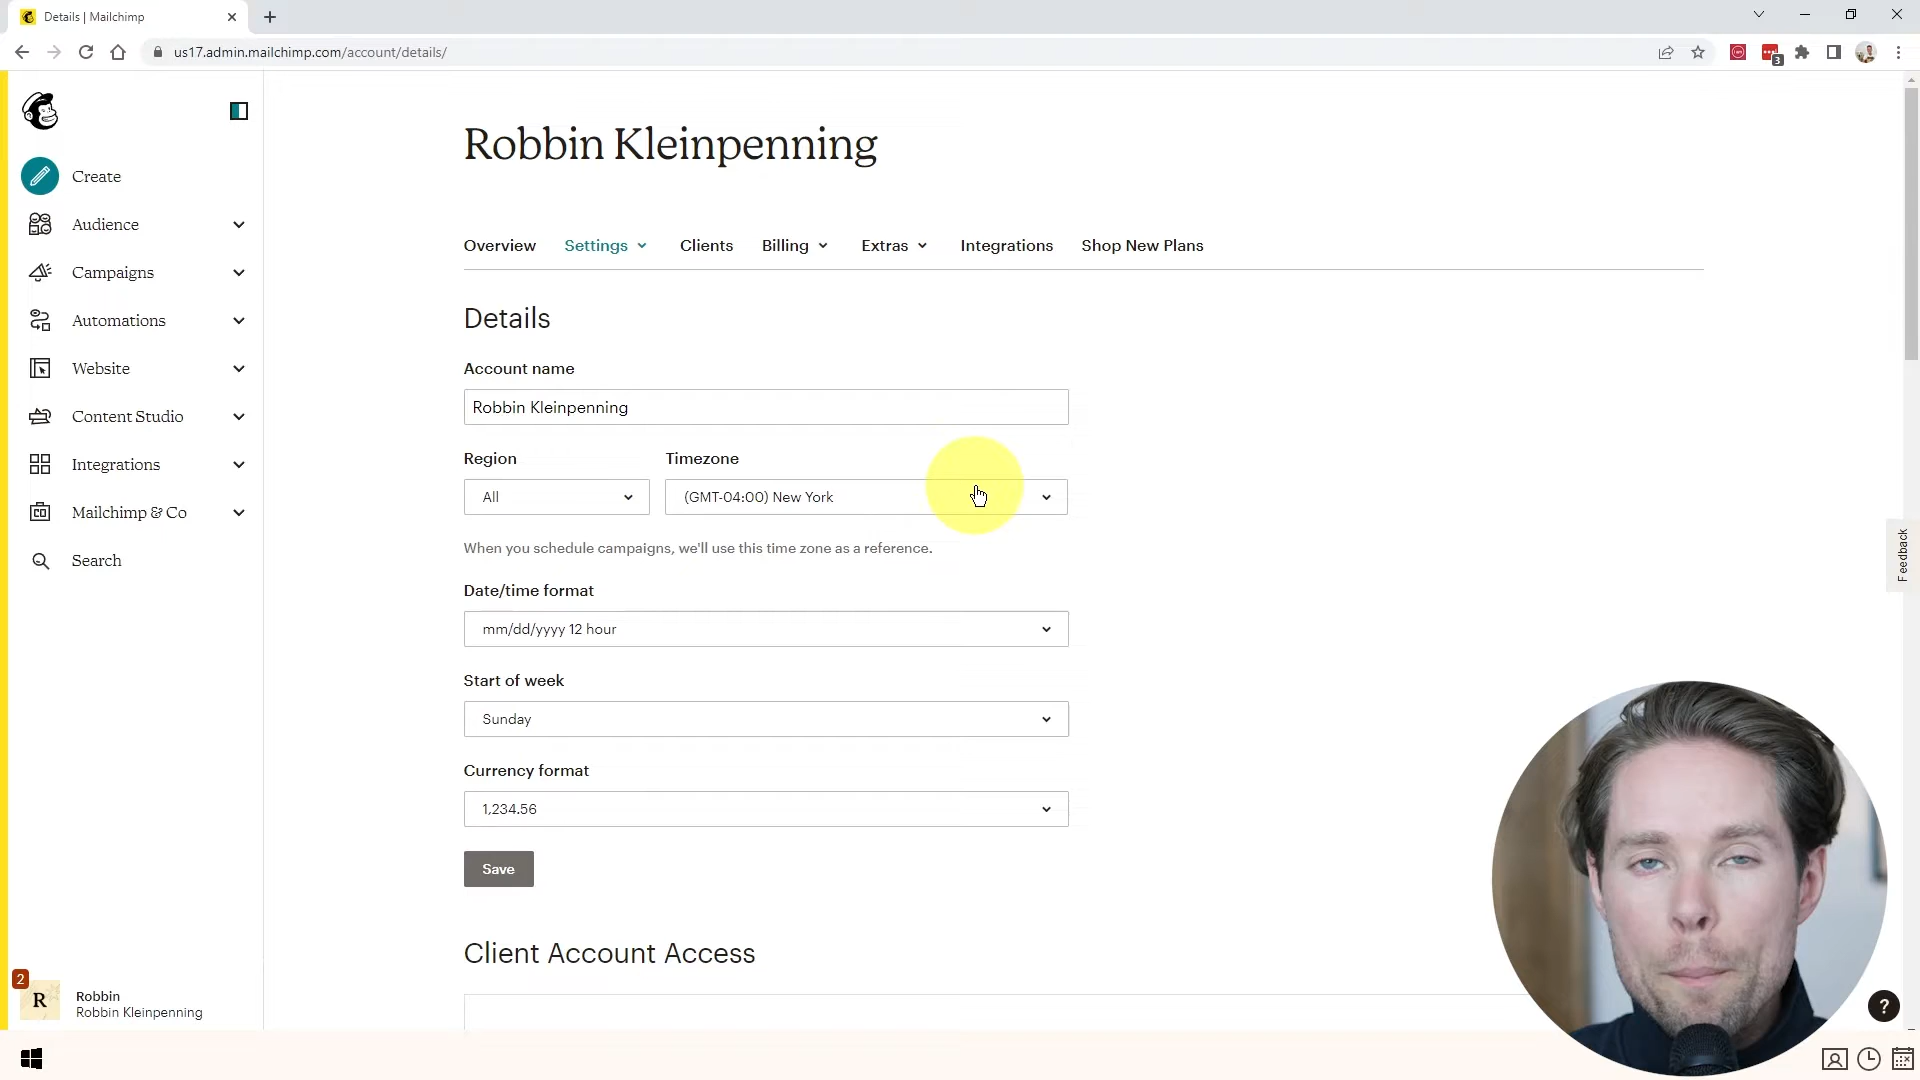 Details | Mailchimp
us17.admin.mailchimp.com/account/details/
3
Create
Audience
Campaigns
Automations
Website
Content Studio
Integrations
Mailchimp & Co
Search
2
R
Robbin
Robbin Kleinpenning
Robbin Kleinpenning
Overview Settings Clients Billing Extras Integrations Shop New Plans
Details
Account name
Robbin Kleinpenning
Region Timezone
All (GMT-04:00) New York
When you schedule campaigns, we'll use this time zone as a reference.
Date/time format
mm/dd/yyyy 12 hour
Start of week
Sunday
Currency format
1,234.56
Save
Client Account Access
Feedback
?